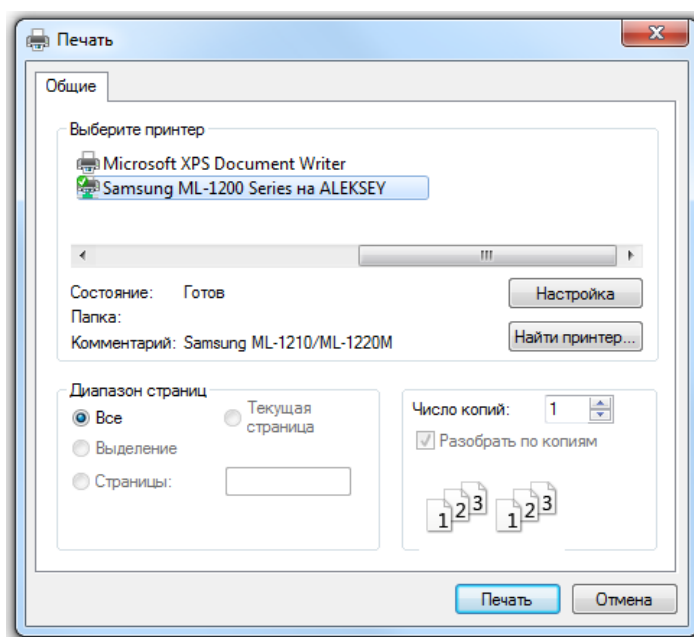 Печать
Общие
Выберите принтер
Microsoft XPS Document Writer
Samsung ML-1200 Series на ALEKSEY
Состояние: Готов
Настройка
Папка:
Комментарий: Samsung ML-1210/ML-1220M
Найти принтер...
Диапазон страниц
Все
Текущая
страница
Выделение
Страницы:
Число копий: 1
Разобрать по копиям
1 2 3 1 2 3
Печать
Отмена